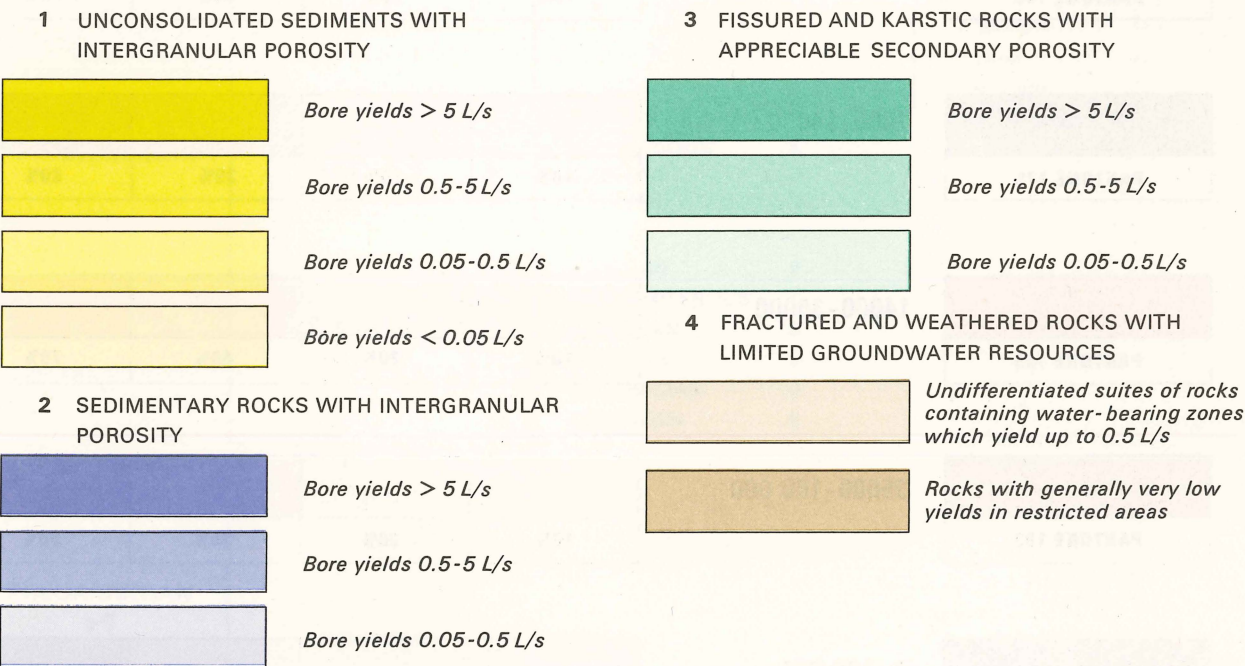 1 UNCONSOLIDATED SEDIMENTS WITH
INTERGRANULAR POROSITY
Bore yields > 5 L/s
Bore yields 0.5-5 L/s
Bore yields 0.05-0.5 L/s
Bore yields < 0.05 L/s
2 SEDIMENTARY ROCKS WITH INTERGRANULAR
POROSITY
Bore yields > 5 L/s
Bore yields 0.5-5 L/s
Bore yields 0.05-0.5 L/s
3 FISSURED AND KARSTIC ROCKS WITH
APPRECIABLE SECONDARY POROSITY
Bore yields > 5 L/s
Bore yields 0.5-5 L/s
Bore yields 0.05-0.5 L/s
4 FRACTURED AND WEATHERED ROCKS WITH
LIMITED GROUNDWATER RESOURCES
Undifferentiated suites of rocks
containing water-bearing zones
which yield up to 0.5 L/s
Rocks with generally very low
yields in restricted areas